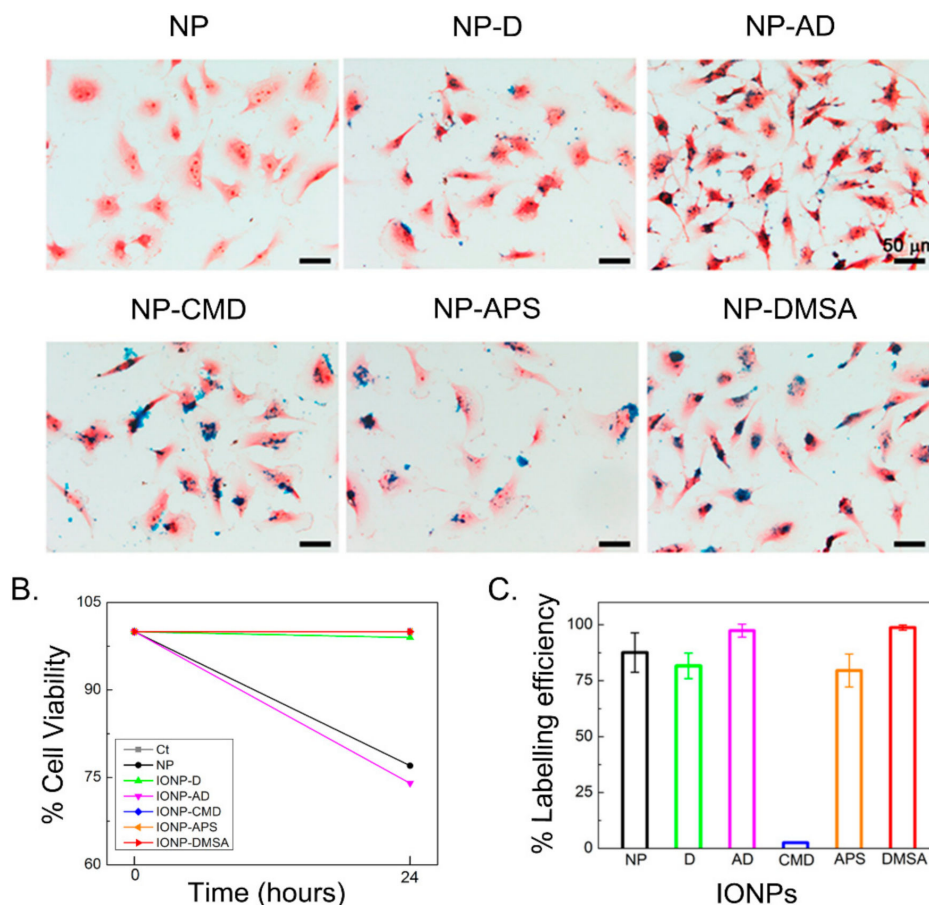 NP NP-D NP-AD
50 μm
NP-CMD NP-APS NP-DMSA
B.
% Cell Viability
105
90
75
60
Ct
NP
IONP-D
IONP-AD
IONP-CMD
IONP-APS
IONP-DMSA
0 24
Time (hours)
C.
% Labelling efficiency
100
75
50
25
0
NP D AD CMD APS DMSA
IONPs